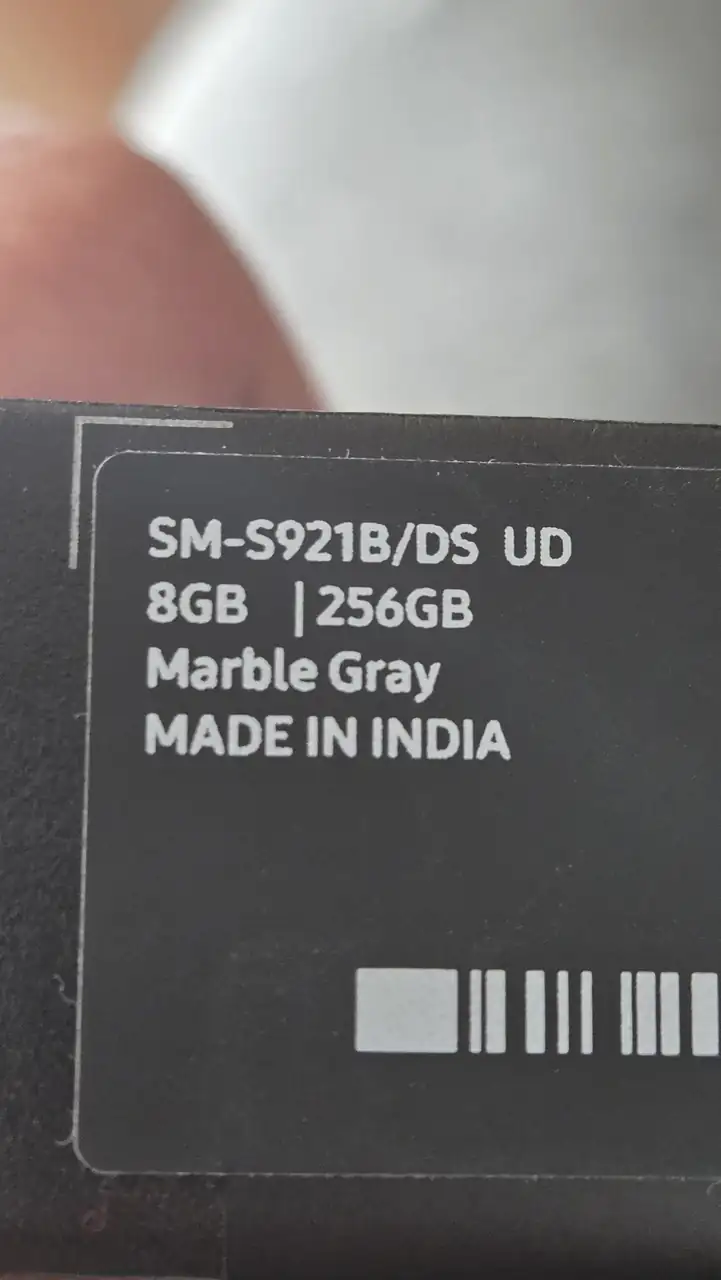 SM-S921B/DS UD
8GB | 256GB
Marble Gray
MADE IN INDIA